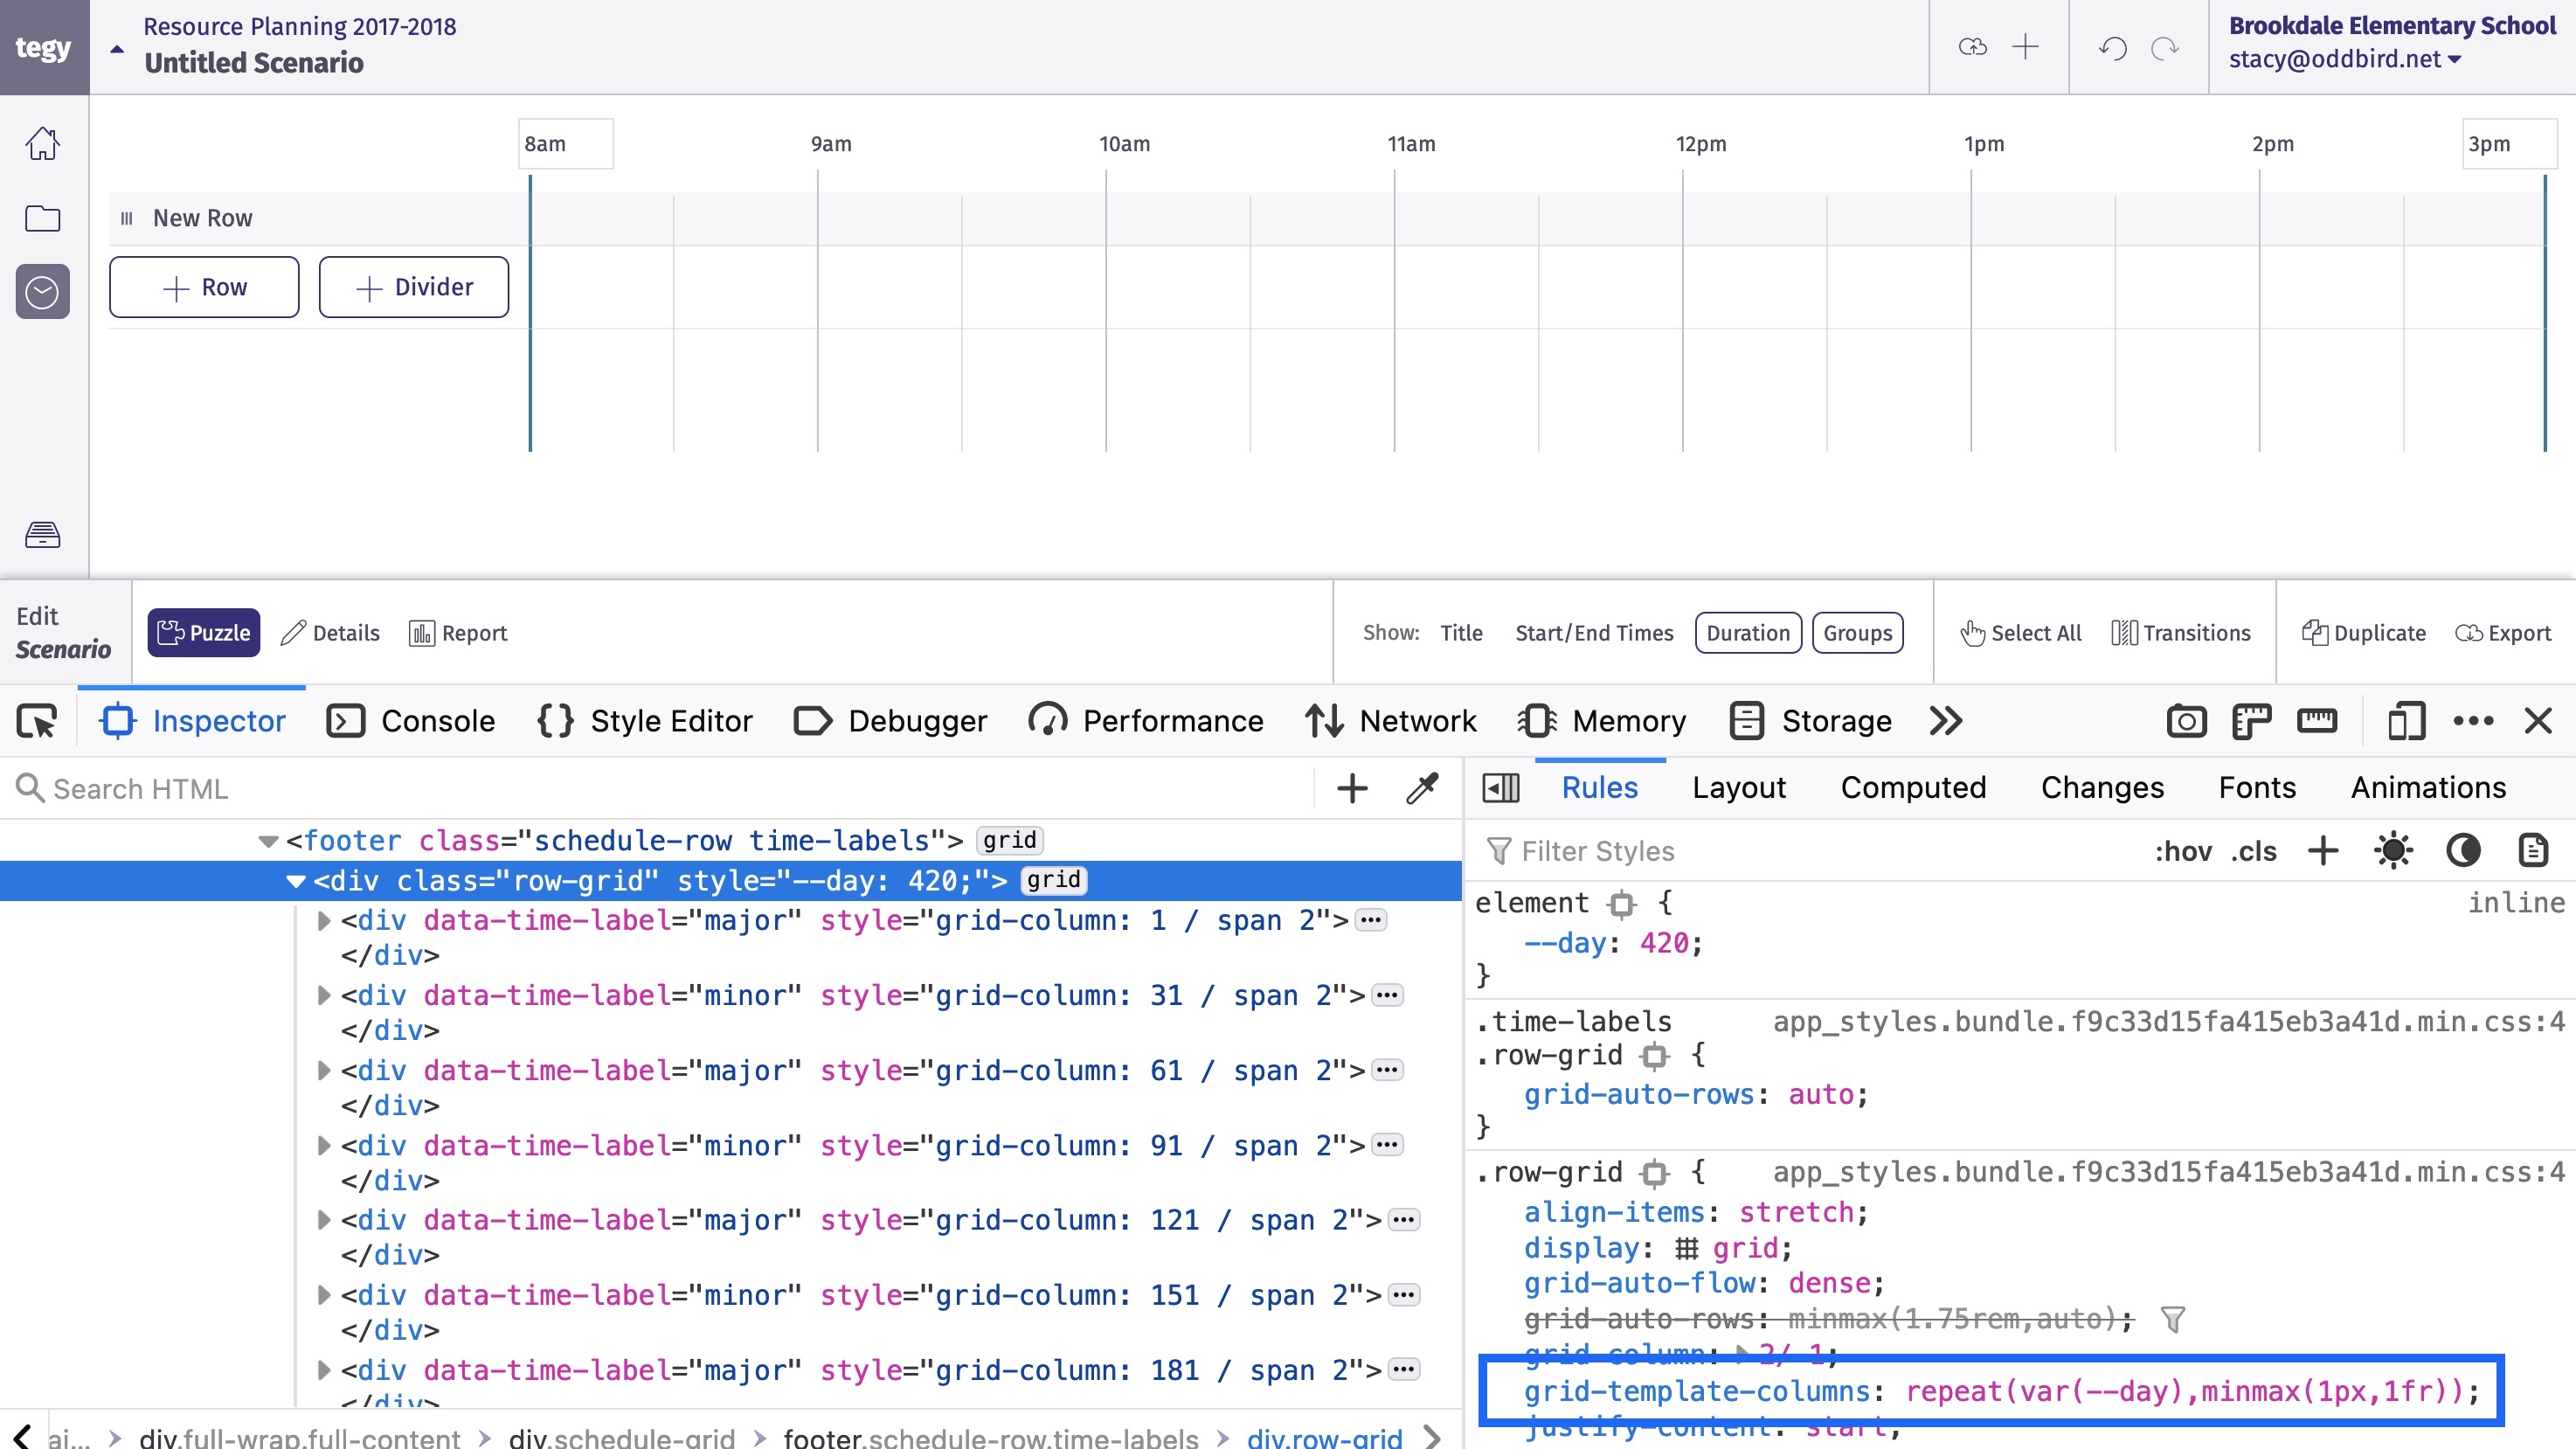 tegy
Resource Planning 2017-2018
Untitled Scenario
Brookdale Elementary School
stacy@oddbird.net
8am 9am 10am 11am 12pm 1pm 2pm 3pm
New Row
Row Divider
Edit
Scenario
Puzzle Details Report
Show: Title Start/End Times Duration Groups
Select All Transitions Duplicate Export
Inspector Console Style Editor Debugger Performance Network Memory Storage
Search HTML
Rules Layout Computed Changes Fonts Animations
<footer class="schedule-row time-labels"> grid
<div class="row-grid" style="--day: 420;"> grid
<div data-time-label="major" style="grid-column: 1 / span 2">
</div>
<div data-time-label="minor" style="grid-column: 31 / span 2">
</div>
<div data-time-label="major" style="grid-column: 61 / span 2">
</div>
<div data-time-label="minor" style="grid-column: 91 / span 2">
</div>
<div data-time-label="major" style="grid-column: 121 / span 2">
</div>
<div data-time-label="minor" style="grid-column: 151 / span 2">
</div>
<div data-time-label="major" style="grid-column: 181 / span 2">
</div>
ai... > div.full-wrap.full-content > div.schedule-grid > footer.schedule-row.time-labels > div.row-grid
Filter Styles
:hov .cls
element { inline
--day: 420;
}
.time-labels app_styles.bundle.f9c33d15fa415eb3a41d.min.css:4
.row-grid {
grid-auto-rows: auto;
}
.row-grid { app_styles.bundle.f9c33d15fa415eb3a41d.min.css:4
align-items: stretch;
display: grid;
grid-auto-flow: dense;
grid-auto-rows: minmax(1.75rem,auto);
grid-column: 2/-1;
grid-template-columns: repeat(var(--day),minmax(1px,1fr));
justify-content: start;